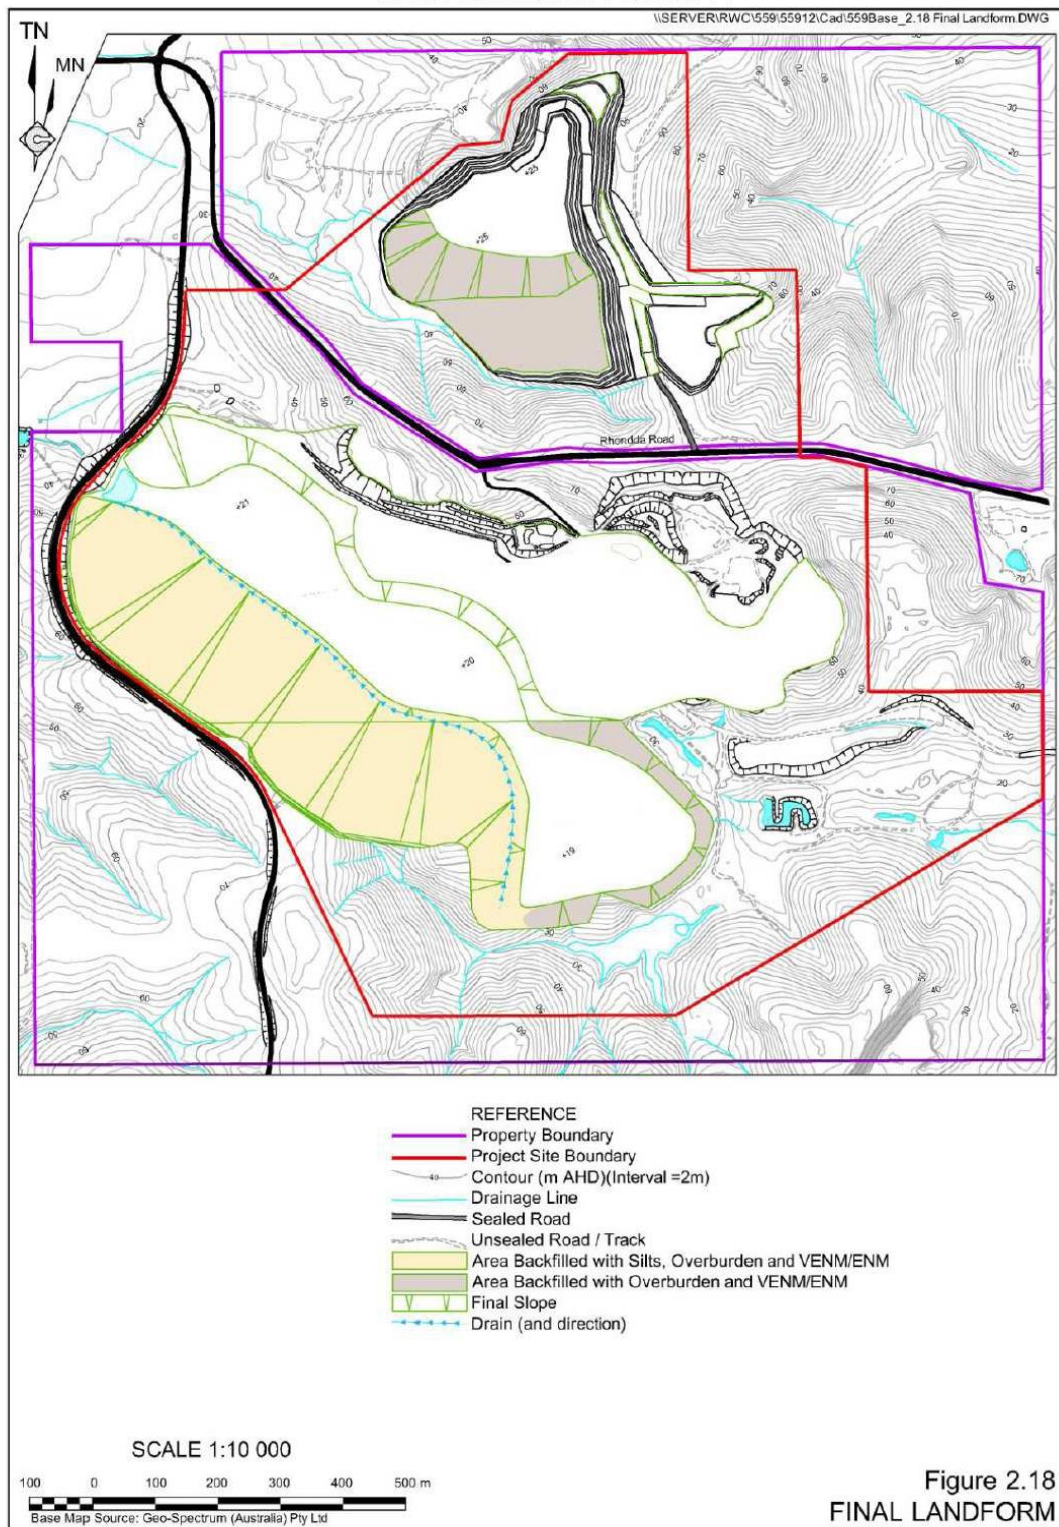 \\SERVER\RWC\559\55912\Cad\559Base_2.18 Final Landform.DWG
TN
MN
+25
+25
Rhondda Road
+21
+20
+19
REFERENCE
Property Boundary
Project Site Boundary
40 Contour (m AHD)(Interval =2m)
Drainage Line
Sealed Road
Unsealed Road / Track
Area Backfilled with Silts, Overburden and VENM/ENM
Area Backfilled with Overburden and VENM/ENM
Final Slope
Drain (and direction)
SCALE 1:10 000
100 0 100 200 300 400 500 m
Base Map Source: Geo-Spectrum (Australia) Pty Ltd
Figure 2.18
FINAL LANDFORM